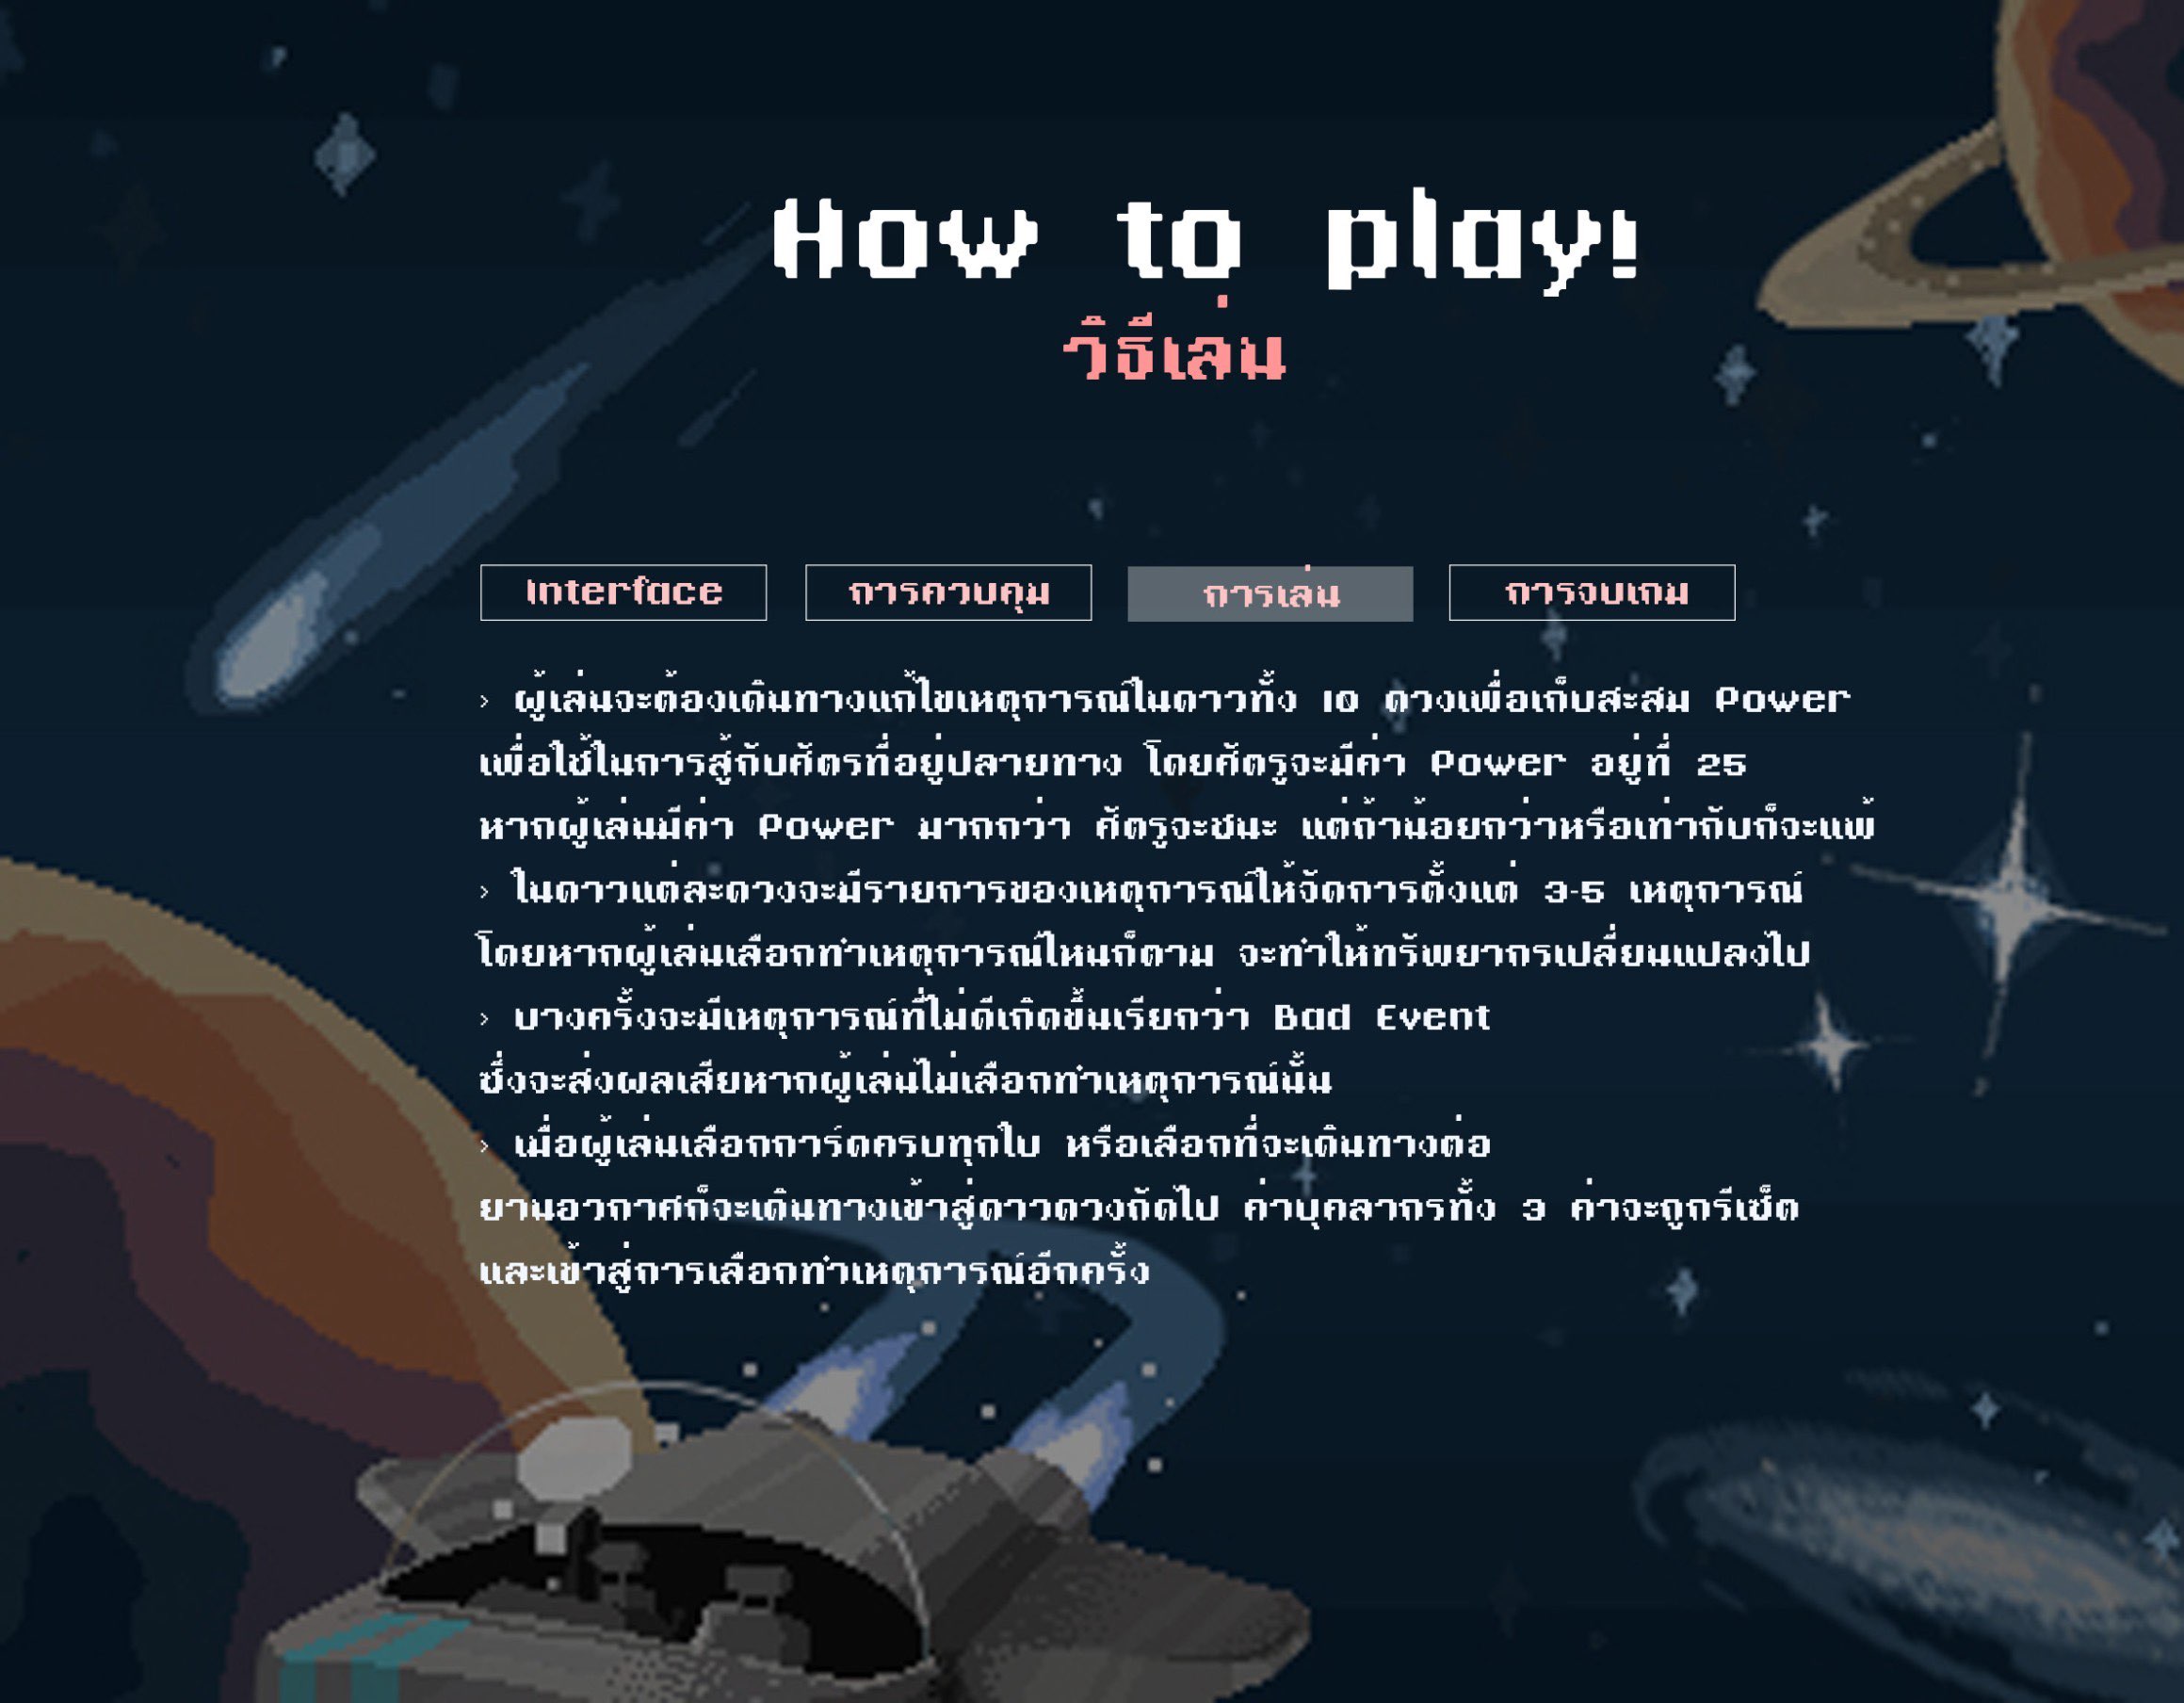 How to play!
วิธีเล่น
Interface
การควบคุม
การเล่น
การจบเกม
> ผู้เล่นจะต้องเดินทางแก้ไขเหตุการณ์ในดาวทั้ง 10 ดวงเพื่อเก็บสะสม Power
เพื่อใช้ในการสู้กับศัตรที่อยู่ปลายทาง โดยศัตรูจะมีค่า Power อยู่ที่ 25
หากผู้เล่นมีค่า Power มากกว่า ศัตรูจะชนะ แต่ถ้าน้อยกว่าหรือเท่ากับก็จะแพ้
> ในดาวแต่ละดวงจะมีรายการของเหตุการณ์ให้จัดการตั้งแต่ 3-5 เหตุการณ์
โดยหากผู้เล่นเลือกทำเหตุการณ์ไหนก็ตาม จะทำให้ทรัพยากรเปลี่ยนแปลงไป
> บางครั้งจะมีเหตุการณ์ที่ไม่ดีเกิดขึ้นเรียกว่า Bad Event
ซึ่งจะส่งผลเสียหากผู้เล่นไม่เลือกทำเหตุการณ์นั้น
> เมื่อผู้เล่นเลือกการ์ดครบทุกใบ หรือเลือกที่จะเดินทางต่อ
ยานอวกาศก็จะเดินทางเข้าสู่ดาวดวงถัดไป ค่าบุคลากรทั้ง 3 ค่าจะถูกรีเซ็ต
และเข้าสู่การเลือกทำเหตุการณ์อีกครั้ง